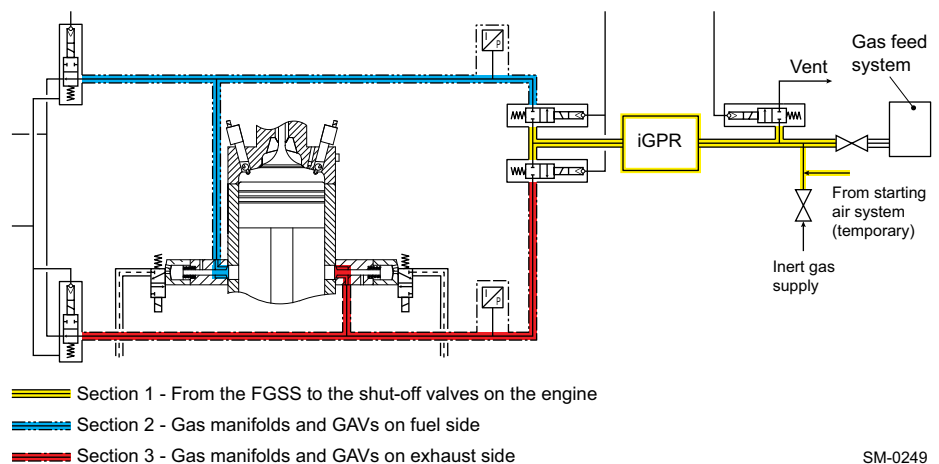 Gas feed
system
Vent
I
P
iGPR
From starting
air system
(temporary)
Inert gas
supply
I
P
Section 1 - From the FGSS to the shut-off valves on the engine
Section 2 - Gas manifolds and GAVs on fuel side
Section 3 - Gas manifolds and GAVs on exhaust side
SM-0249